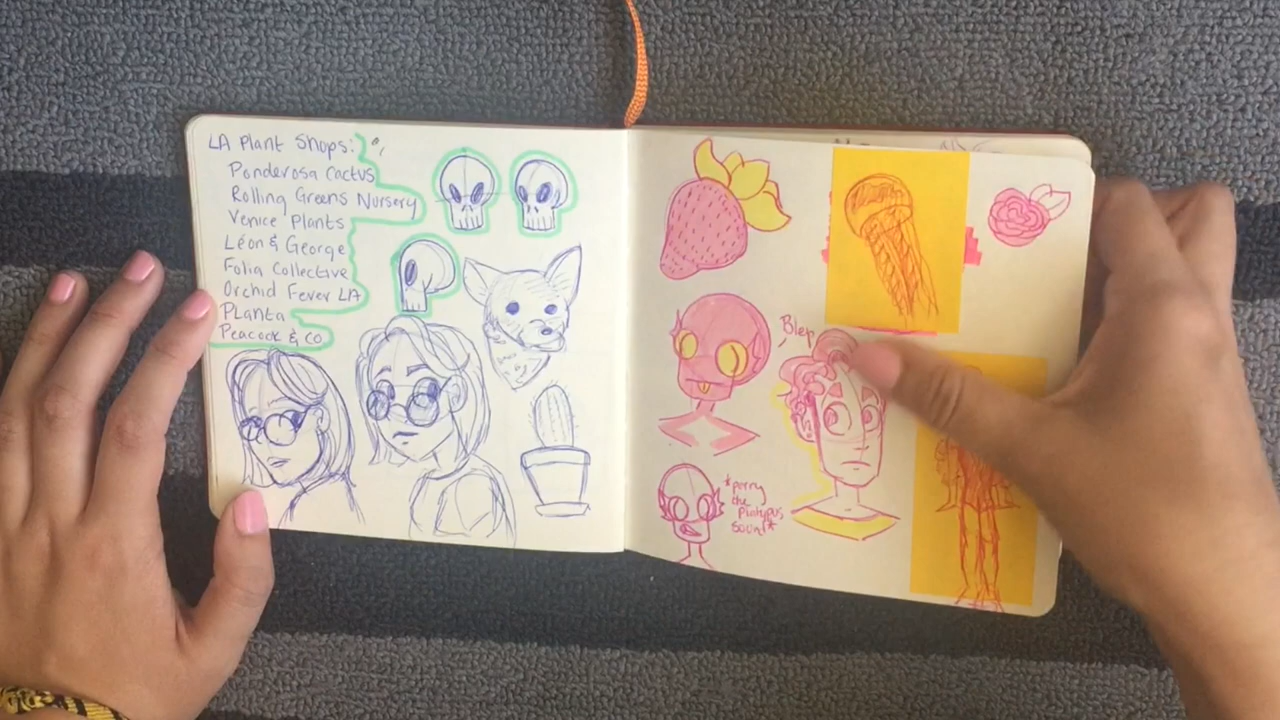 LA Plant Shops:
Ponderosa Cactus
Rolling Greens Nursery
Venice Plants
Léon & George
Folia Collective
Orchid Fever LA
PLanta
Peacock & Co
Blep
*perry
the
Platypus
Sound*